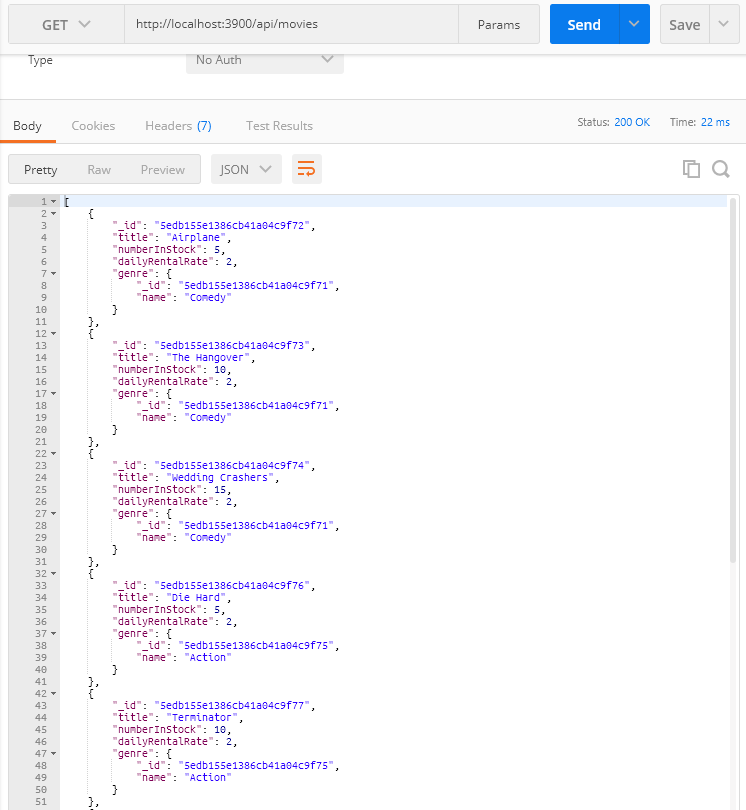 GET http://localhost:3900/api/movies Params Send Save
Type No Auth
Body Cookies Headers (7) Test Results Status: 200 OK Time: 22 ms
Pretty Raw Preview JSON
1 [
2 {
3 "_id": "5edb155e1386cb41a04c9f72",
4 "title": "Airplane",
5 "numberInStock": 5,
6 "dailyRentalRate": 2,
7 "genre": {
8 "_id": "5edb155e1386cb41a04c9f71",
9 "name": "Comedy"
10 }
11 },
12 {
13 "_id": "5edb155e1386cb41a04c9f73",
14 "title": "The Hangover",
15 "numberInStock": 10,
16 "dailyRentalRate": 2,
17 "genre": {
18 "_id": "5edb155e1386cb41a04c9f71",
19 "name": "Comedy"
20 }
21 },
22 {
23 "_id": "5edb155e1386cb41a04c9f74",
24 "title": "Wedding Crashers",
25 "numberInStock": 15,
26 "dailyRentalRate": 2,
27 "genre": {
28 "_id": "5edb155e1386cb41a04c9f71",
29 "name": "Comedy"
30 }
31 },
32 {
33 "_id": "5edb155e1386cb41a04c9f76",
34 "title": "Die Hard",
35 "numberInStock": 5,
36 "dailyRentalRate": 2,
37 "genre": {
38 "_id": "5edb155e1386cb41a04c9f75",
39 "name": "Action"
40 }
41 },
42 {
43 "_id": "5edb155e1386cb41a04c9f77",
44 "title": "Terminator",
45 "numberInStock": 10,
46 "dailyRentalRate": 2,
47 "genre": {
48 "_id": "5edb155e1386cb41a04c9f75",
49 "name": "Action"
50 }
51 },